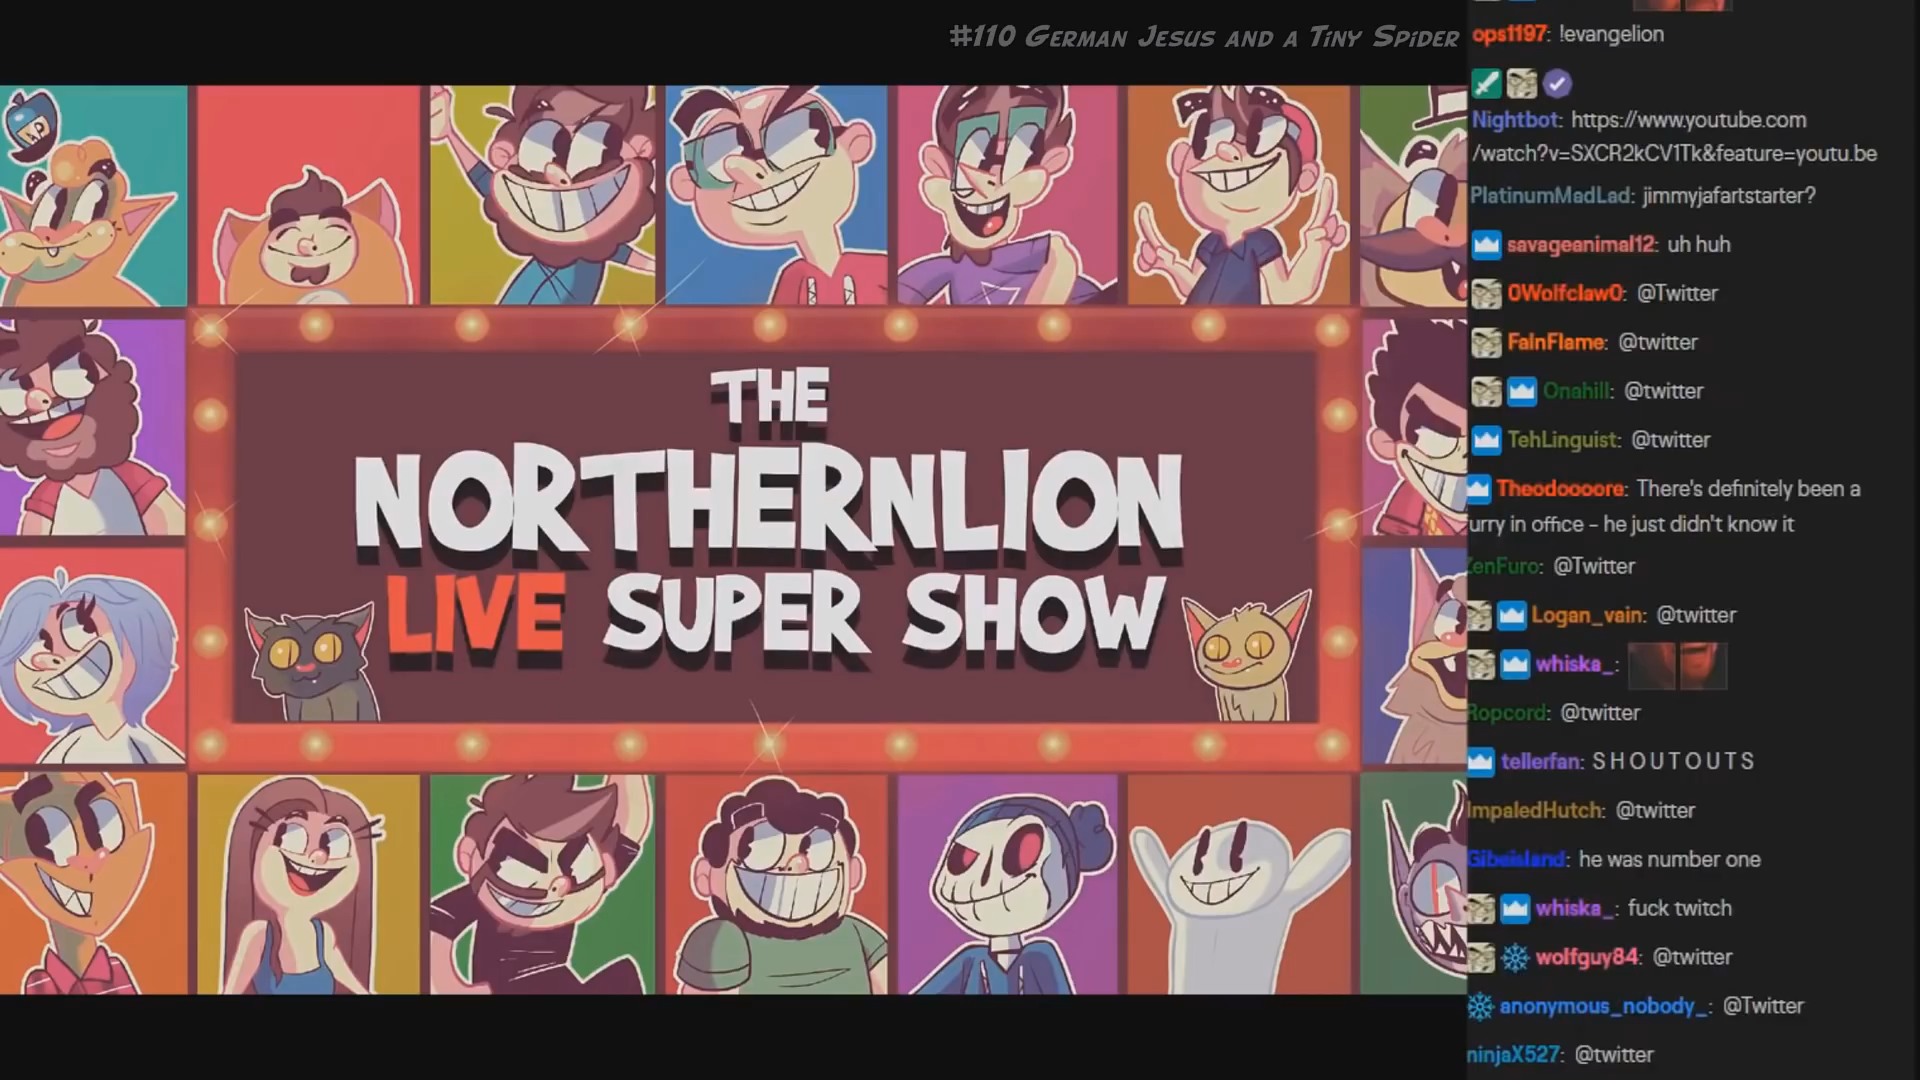 #110 German Jesus and a Tiny Spider
THE
NORTHERNLION
LIVE SUPER SHOW
ops1197: !evangelion
Nightbot: https://www.youtube.com
/watch?v=SXCR2kCV1Tk&feature=youtu.be
PlatinumMadLad: jimmyjafartstarter?
savageanimal12: uh huh
0Wolfclaw0: @Twitter
FalnFlame: @twitter
Onahill: @twitter
TehLinguist: @twitter
Theodoooore: There's definitely been a
urry in office - he just didn't know it
ZenFuro: @Twitter
Logan_vain: @twitter
whiska_:
Ropcord: @twitter
tellerfan: S H O U T O U T S
ImpaledHutch: @twitter
Gibeisland: he was number one
whiska_: fuck twitch
wolfguy84: @twitter
anonymous_nobody_: @Twitter
ninjaX527: @twitter